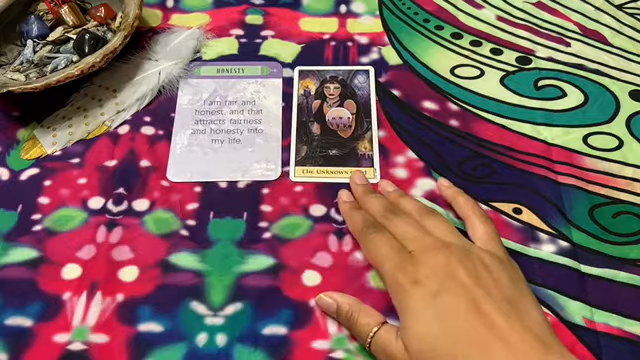 HONESTY
I am fair and
honest, and that
attracts fairness
and honesty into
my life.
The Unknown